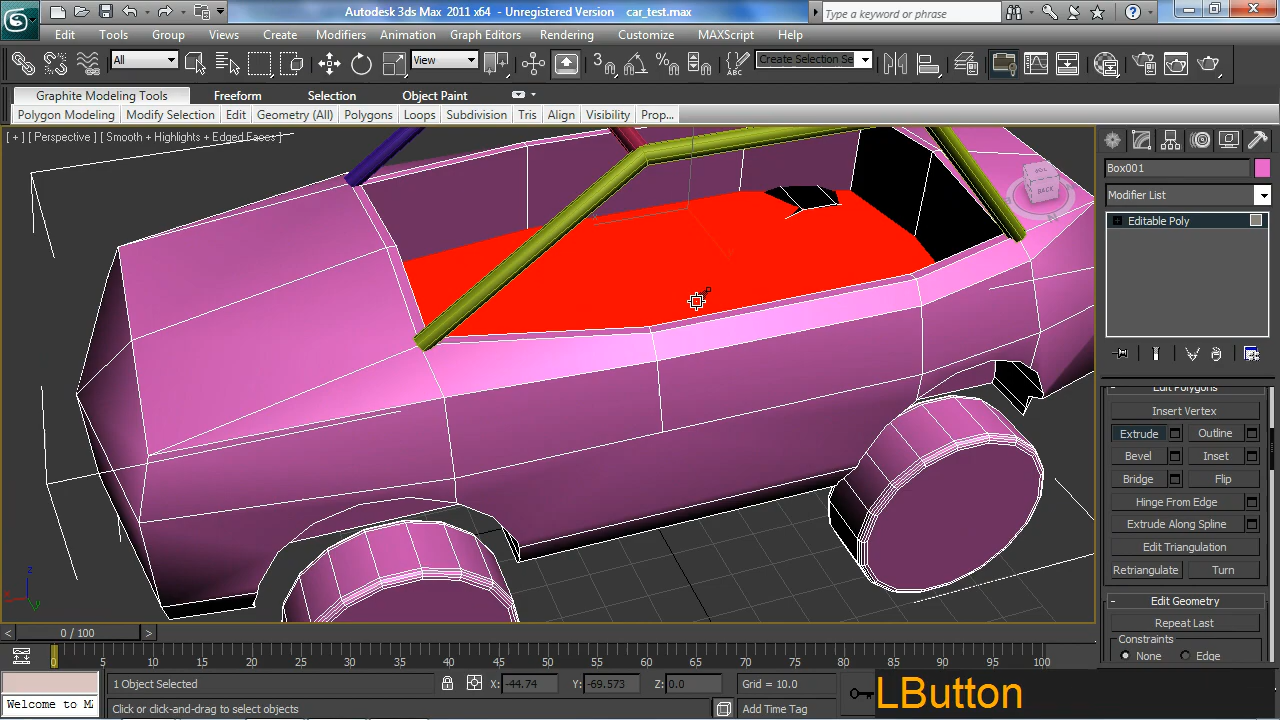 Autodesk 3ds Max 2011 x64 - Unregistered Version car_test.max
Type a keyword or phrase
Edit Tools Group Views Create Modifiers Animation Graph Editors Rendering Customize MAXScript Help
All View Create Selection Se
Graphite Modeling Tools Freeform Selection Object Paint
Polygon Modeling Modify Selection Edit Geometry (All) Polygons Loops Subdivision Tris Align Visibility Prop...
[ + ] [ Perspective ] [ Smooth + Highlights + Edged Faces ]
BACK
Box001
Modifier List
Editable Poly
Edit Polygons
Insert Vertex
Extrude Outline
Bevel Inset
Bridge Flip
Hinge From Edge
Extrude Along Spline
Edit Triangulation
Retriangulate Turn
- Edit Geometry
Repeat Last
Constraints
None Edge
z
x
y
< 0 / 100 >
0 5 10 15 20 25 30 35 40 45 50 55 60 65 70 75 80 85 90 95 100
1 Object Selected X: -44.74 Y: -69.573 Z: 0.0 Grid = 10.0
Welcome to MA
Click or click-and-drag to select objects Add Time Tag
LButton